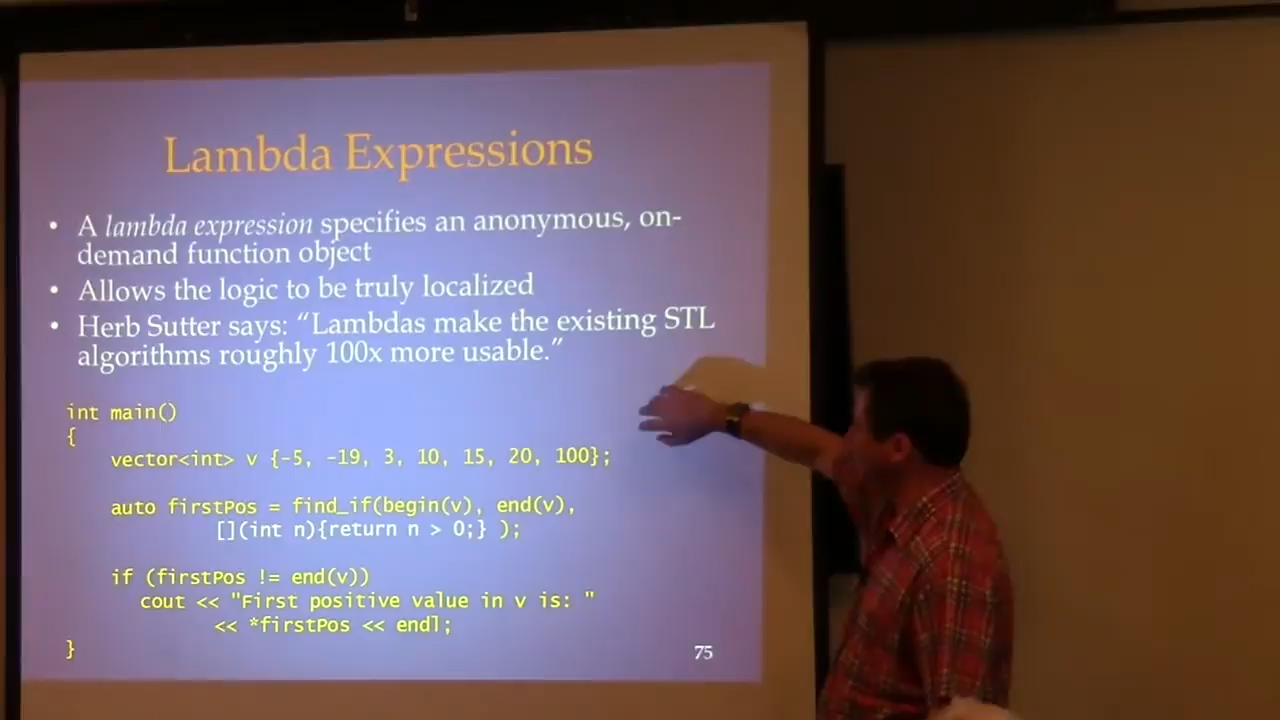 Lambda Expressions
• A lambda expression specifies an anonymous, on-
demand function object
• Allows the logic to be truly localized
• Herb Sutter says: “Lambdas make the existing STL
algorithms roughly 100x more usable.”
int main()
{
vector<int> v {-5, -19, 3, 10, 15, 20, 100};
auto firstPos = find_if(begin(v), end(v),
[](int n){return n > 0;} );
if (firstPos != end(v))
cout << "First positive value in v is: "
<< *firstPos << endl;
}
75